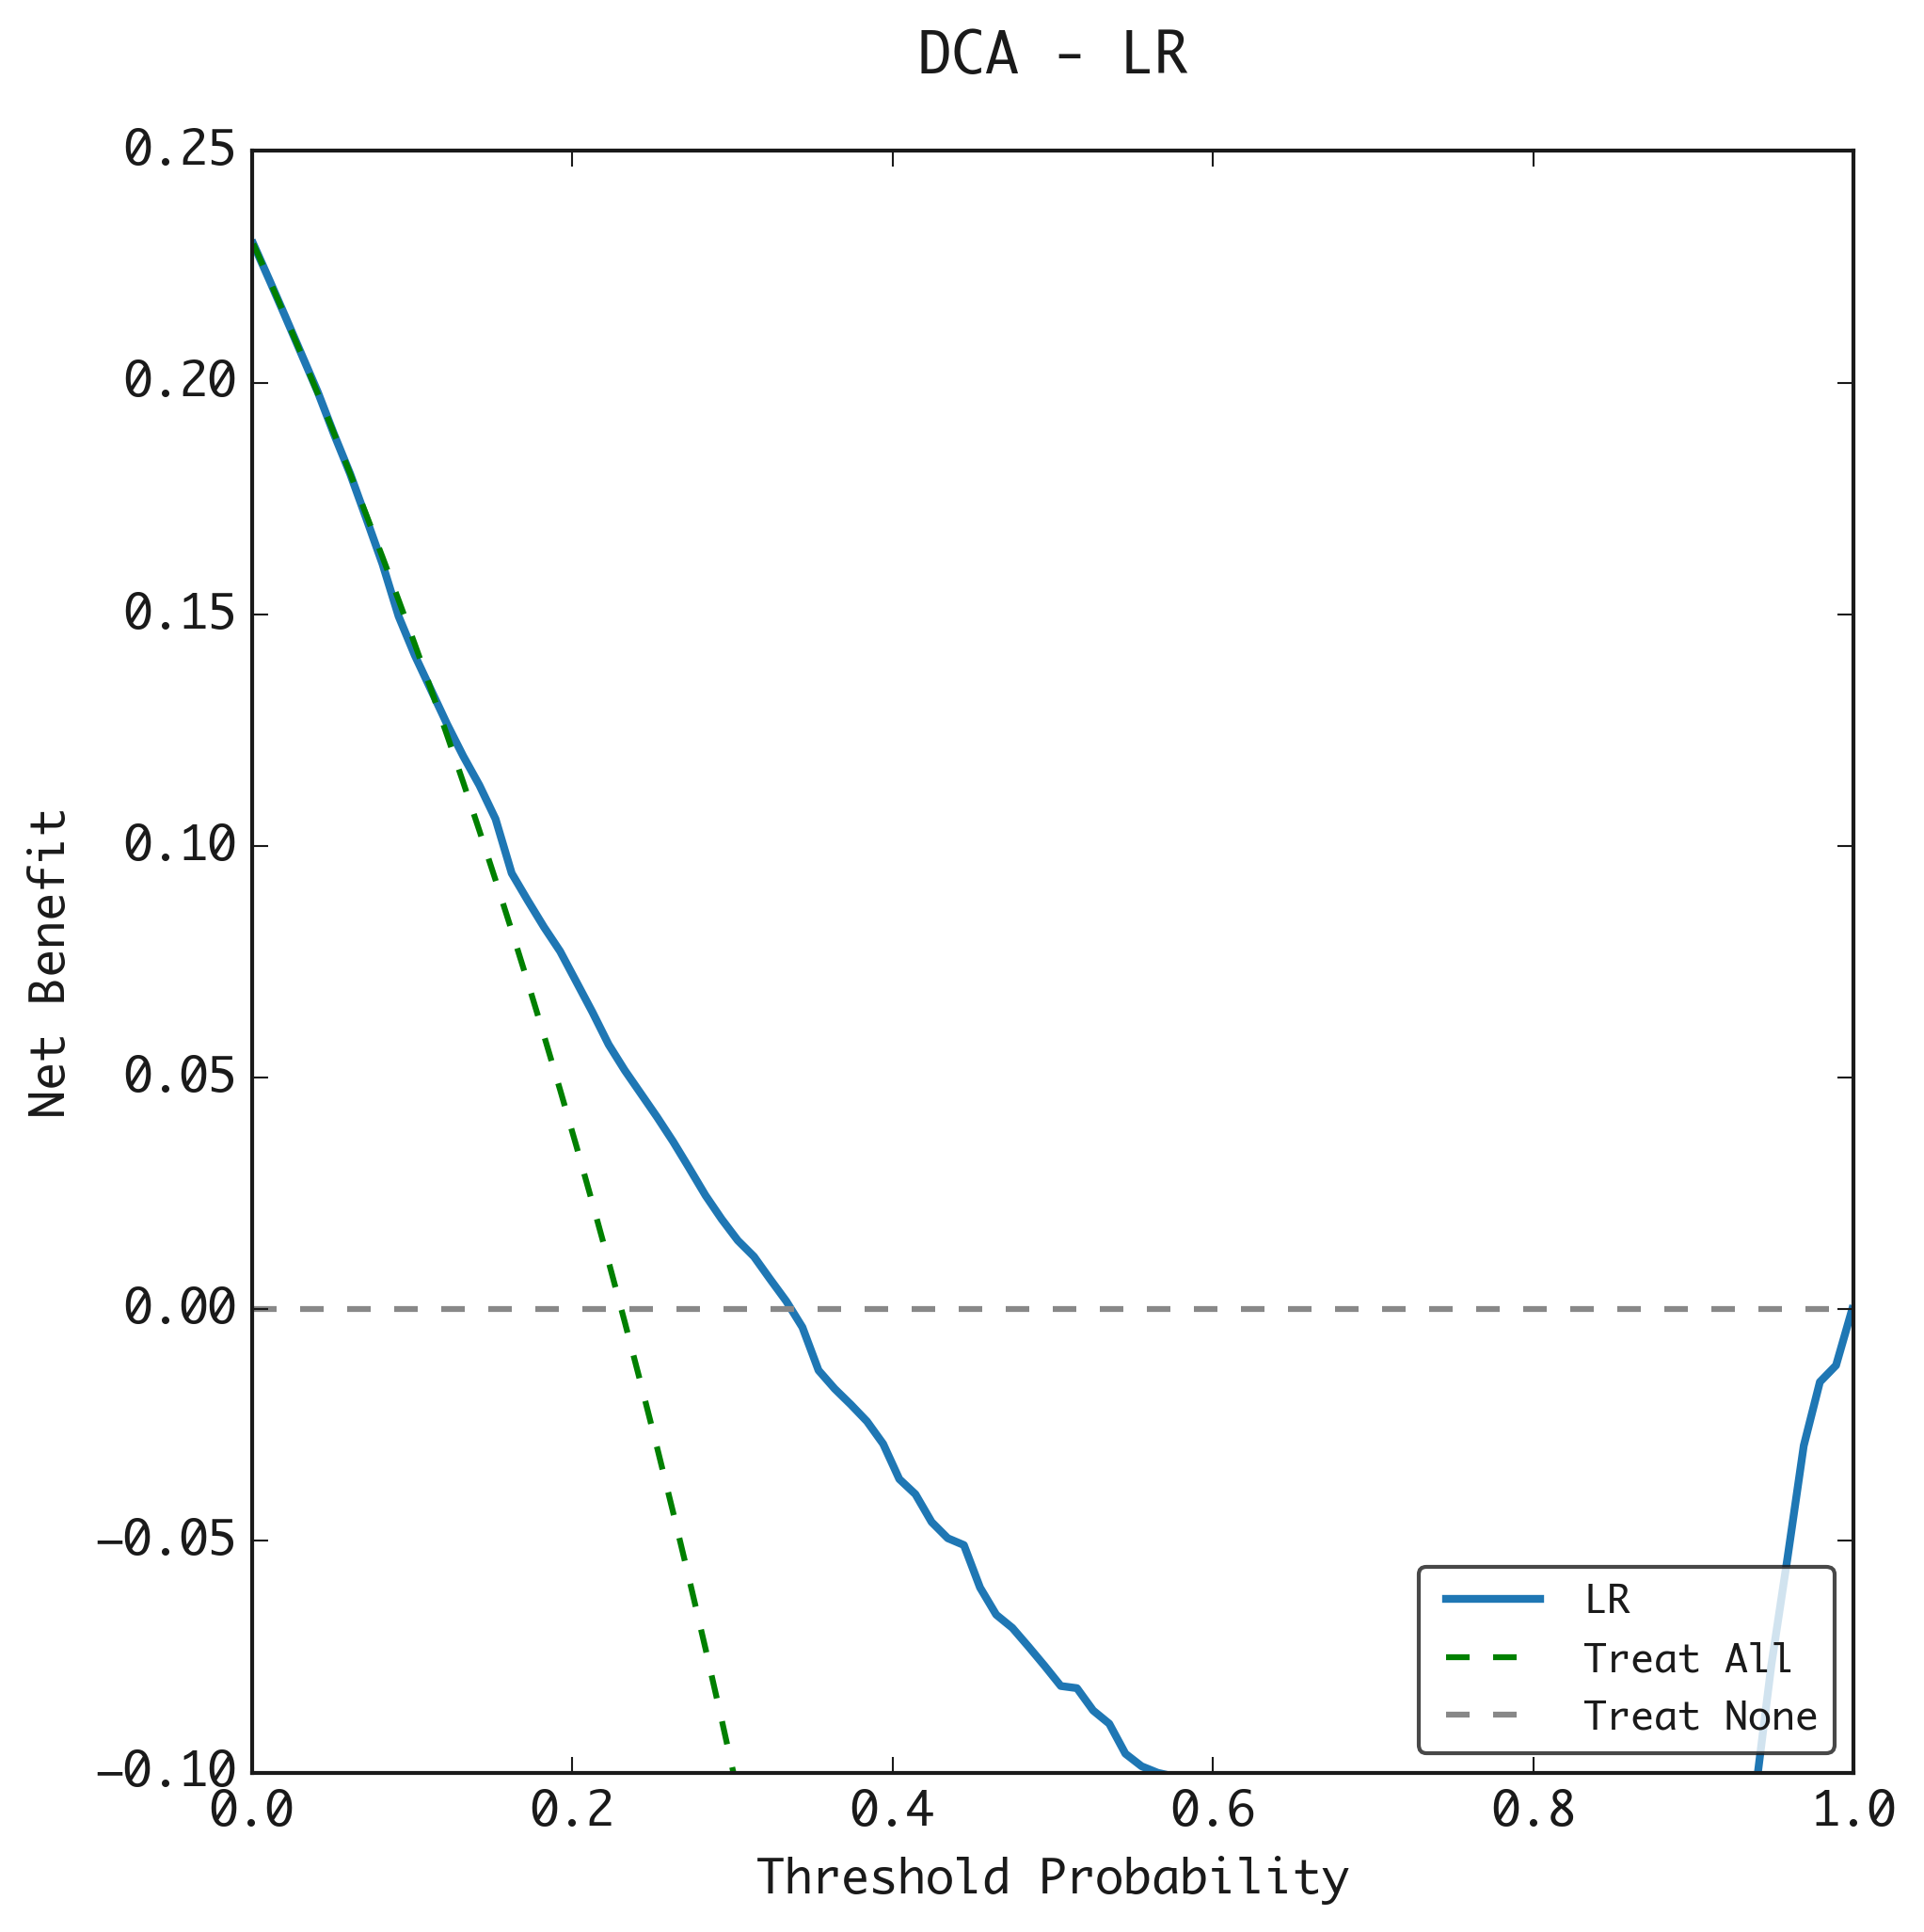 DCA - LR
0.25
0.20
0.15
0.10
0.05
0.00
−0.05
−0.10
Net Benefit
0.0 0.2 0.4 0.6 0.8 1.0
Threshold Probability
LR
Treat All
Treat None